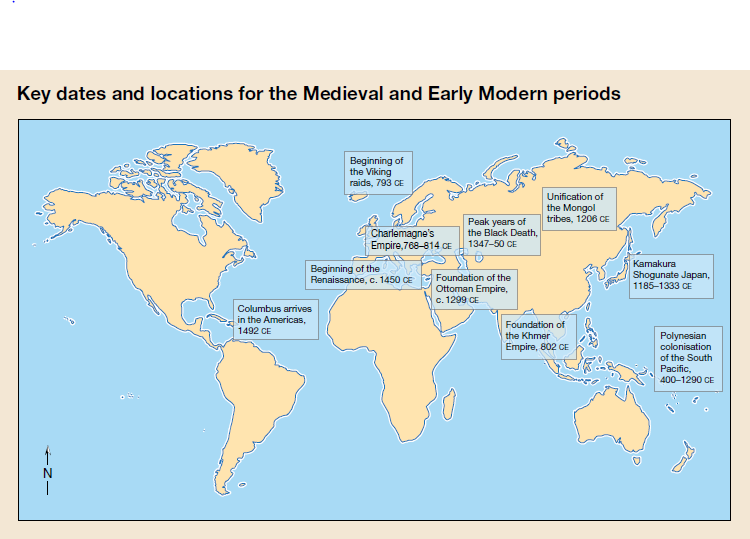 Key dates and locations for the Medieval and Early Modern periods
Beginning of
the Viking
raids, 793 CE
Unification of
the Mongol
tribes, 1206 CE
Peak years of
the Black Death,
1347–50 CE
Charlemagne's
Empire,768–814 CE
Beginning of the
Renaissance, c. 1450 CE
Foundation of the
Ottoman Empire,
c. 1299 CE
Kamakura
Shogunate Japan,
1185–1333 CE
Columbus arrives
in the Americas,
1492 CE
Foundation of
the Khmer
Empire, 802 CE
Polynesian
colonisation
of the South
Pacific,
400–1290 CE
N